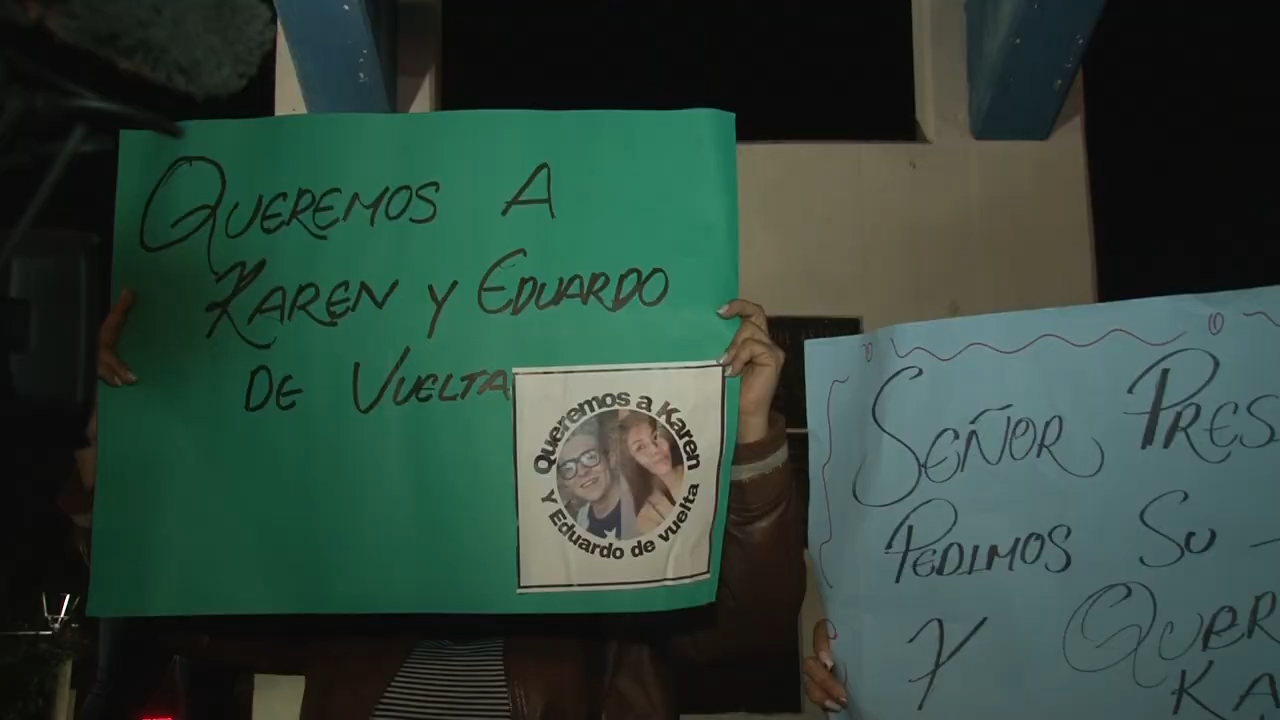 QUEREMOS A
KAREN Y EDUARDO
DE VUELTA
Queremos a Karen
Y Eduardo de vuelta
SEÑOR PRES
PEDIMOS SU
Y QUER
KA